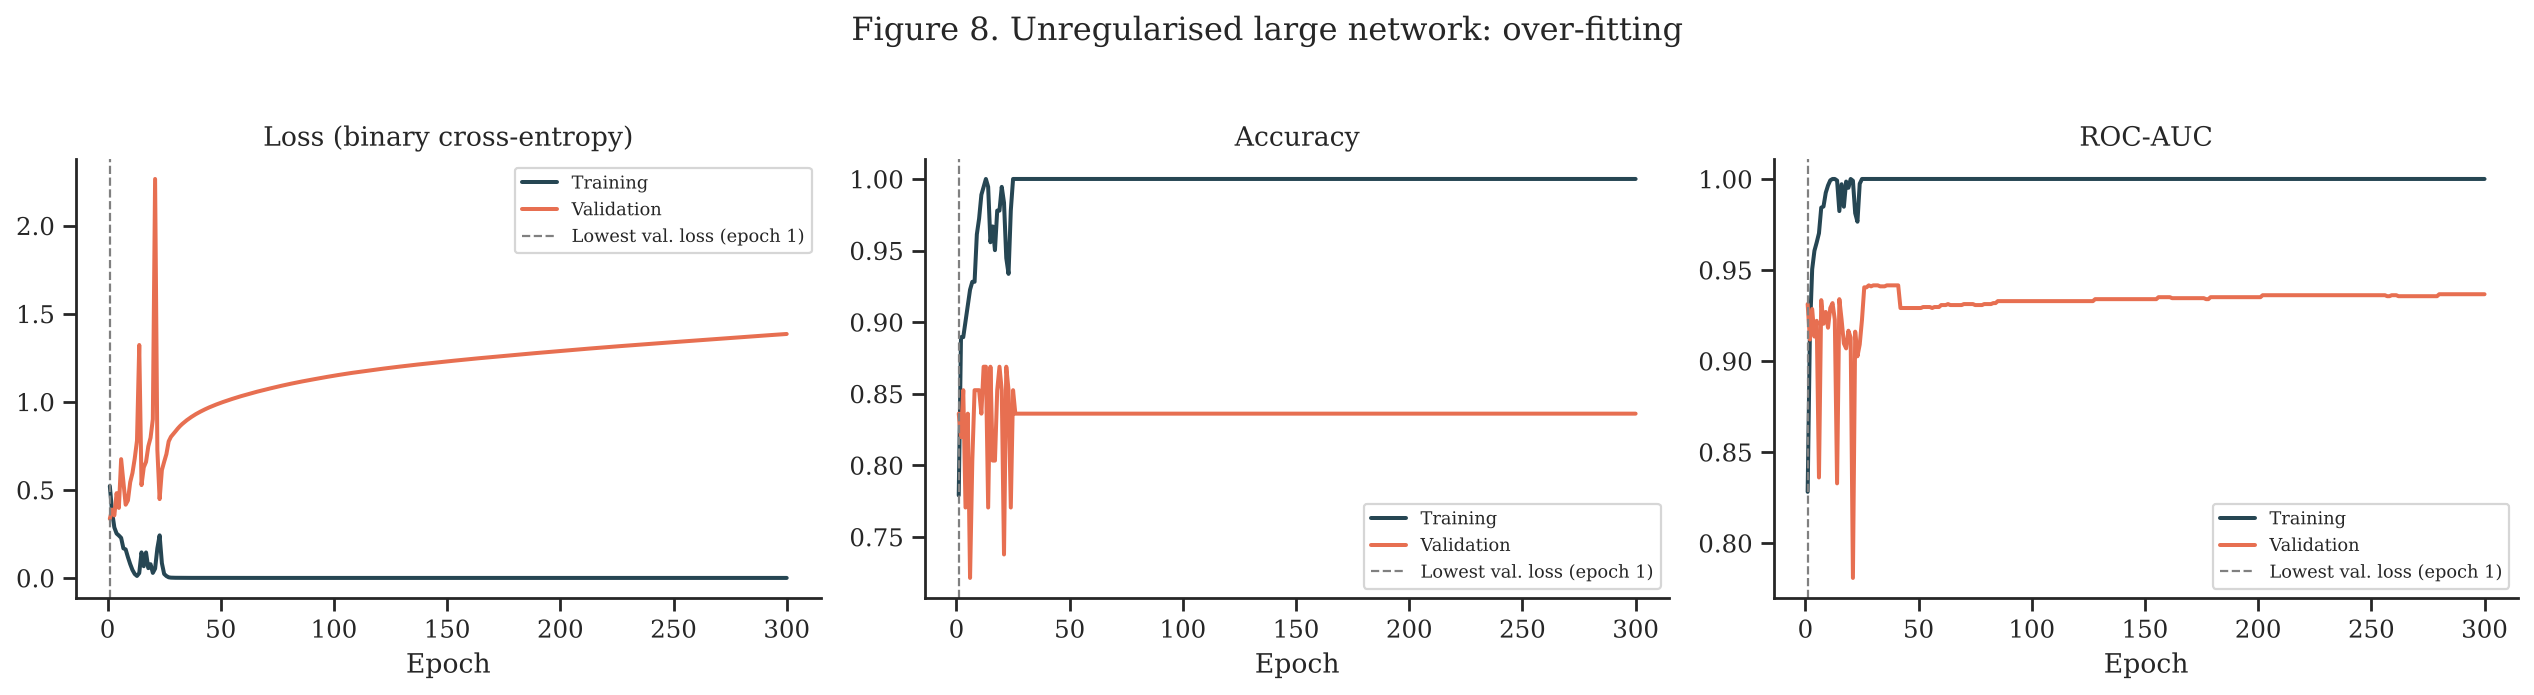 Figure 8. Unregularised large network: over-fitting
Loss (binary cross-entropy)
Training
Validation
Lowest val. loss (epoch 1)
2.0
1.5
1.0
0.5
0.0
0 50 100 150 200 250 300
Epoch
Accuracy
1.00
0.95
0.90
0.85
0.80
0.75
Training
Validation
Lowest val. loss (epoch 1)
0 50 100 150 200 250 300
Epoch
ROC-AUC
1.00
0.95
0.90
0.85
0.80
Training
Validation
Lowest val. loss (epoch 1)
0 50 100 150 200 250 300
Epoch